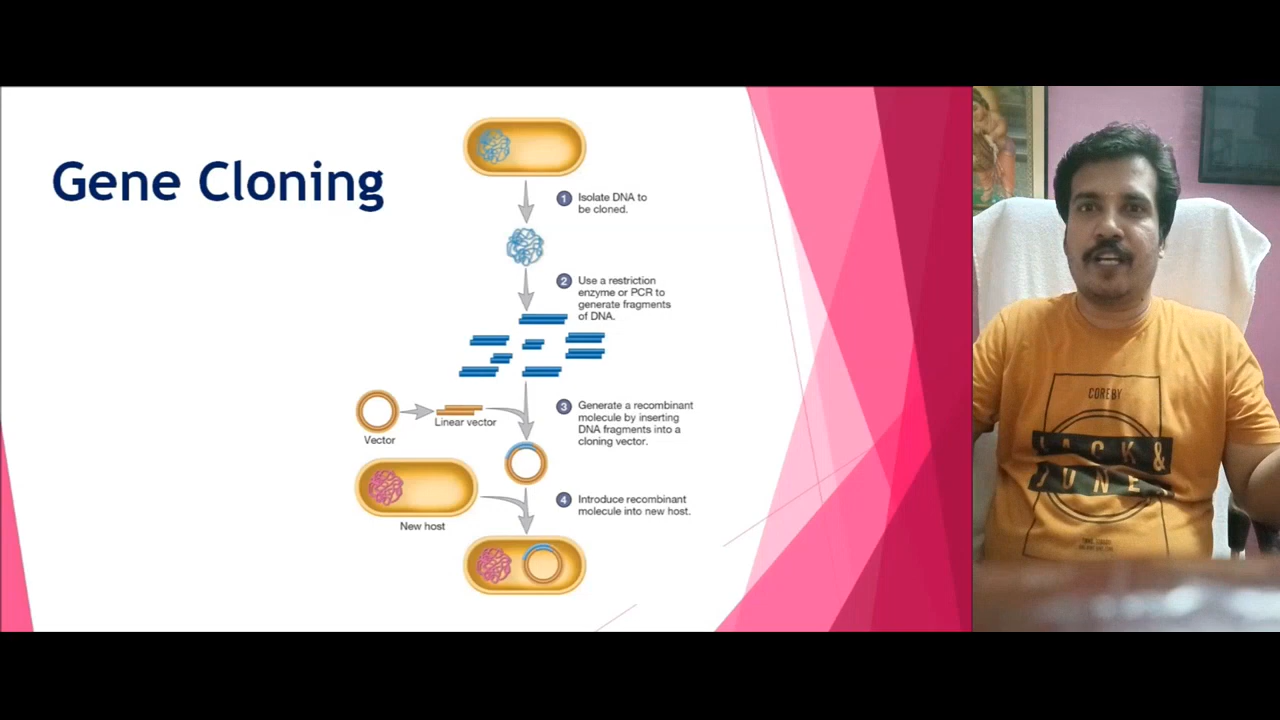 Gene Cloning
1 Isolate DNA to
be cloned.
2 Use a restriction
enzyme or PCR to
generate fragments
of DNA.
3 Generate a recombinant
molecule by inserting
DNA fragments into a
cloning vector.
Vector
Linear vector
4 Introduce recombinant
molecule into new host.
New host
COREBY
JACK &
JONES